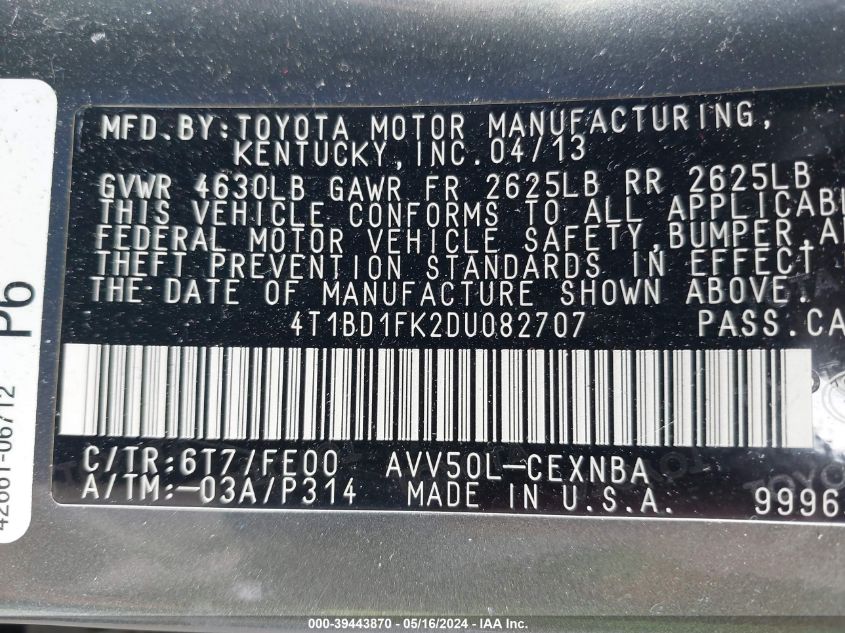 MFD.BY:TOYOTA MOTOR MANUFACTURING,
KENTUCKY,INC.04/13
GVWR 4630LB GAWR FR 2625LB RR 2625LB
THIS VEHICLE CONFORMS TO ALL
FEDERAL MOTOR VEHICLE SAFETY,BUMPER,
THEFT PREVENTION STANDARDS IN EFFECT
THE DATE OF MANUFACTURE SHOWN ABOVE.
4T1BD1FK2DU082707 PASS.
C/TR:6T7/FE00 AVV50L-CEXNBA
A/TM:-03A/P314 MADE IN U.S.A. 9996
P6
42661-06712
000-39443870 - 05/16/2024 - IAA Inc.